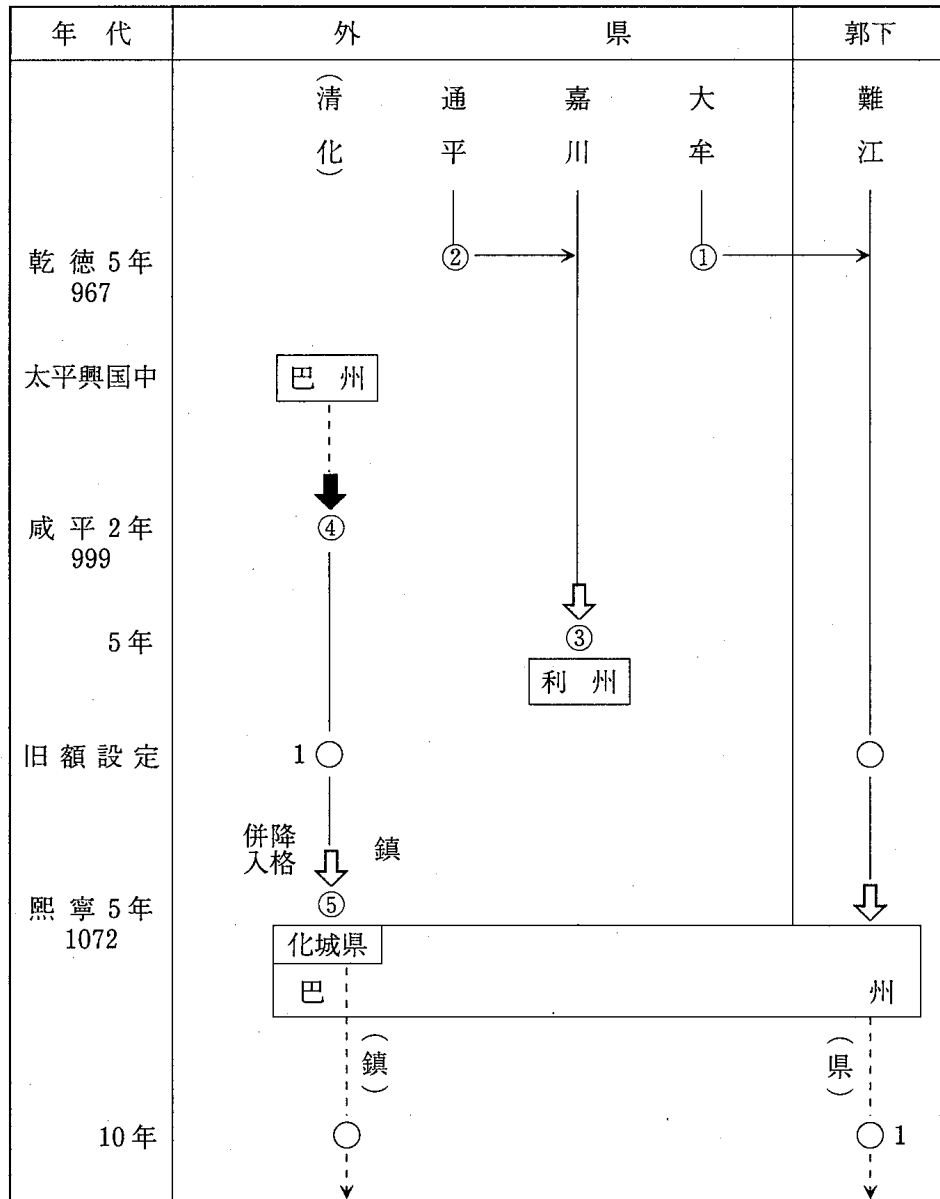 年代 外県 郭下
(清化) 通平 嘉川 大牟 難江
乾徳5年 ② ①
967
太平興国中 巴州
咸平2年 ④
999
5年 ③
利州
旧額設定 1
併降 鎮
入格
熙寧5年 ⑤
1072
化城県
巴州
(鎮) (県)
10年 1